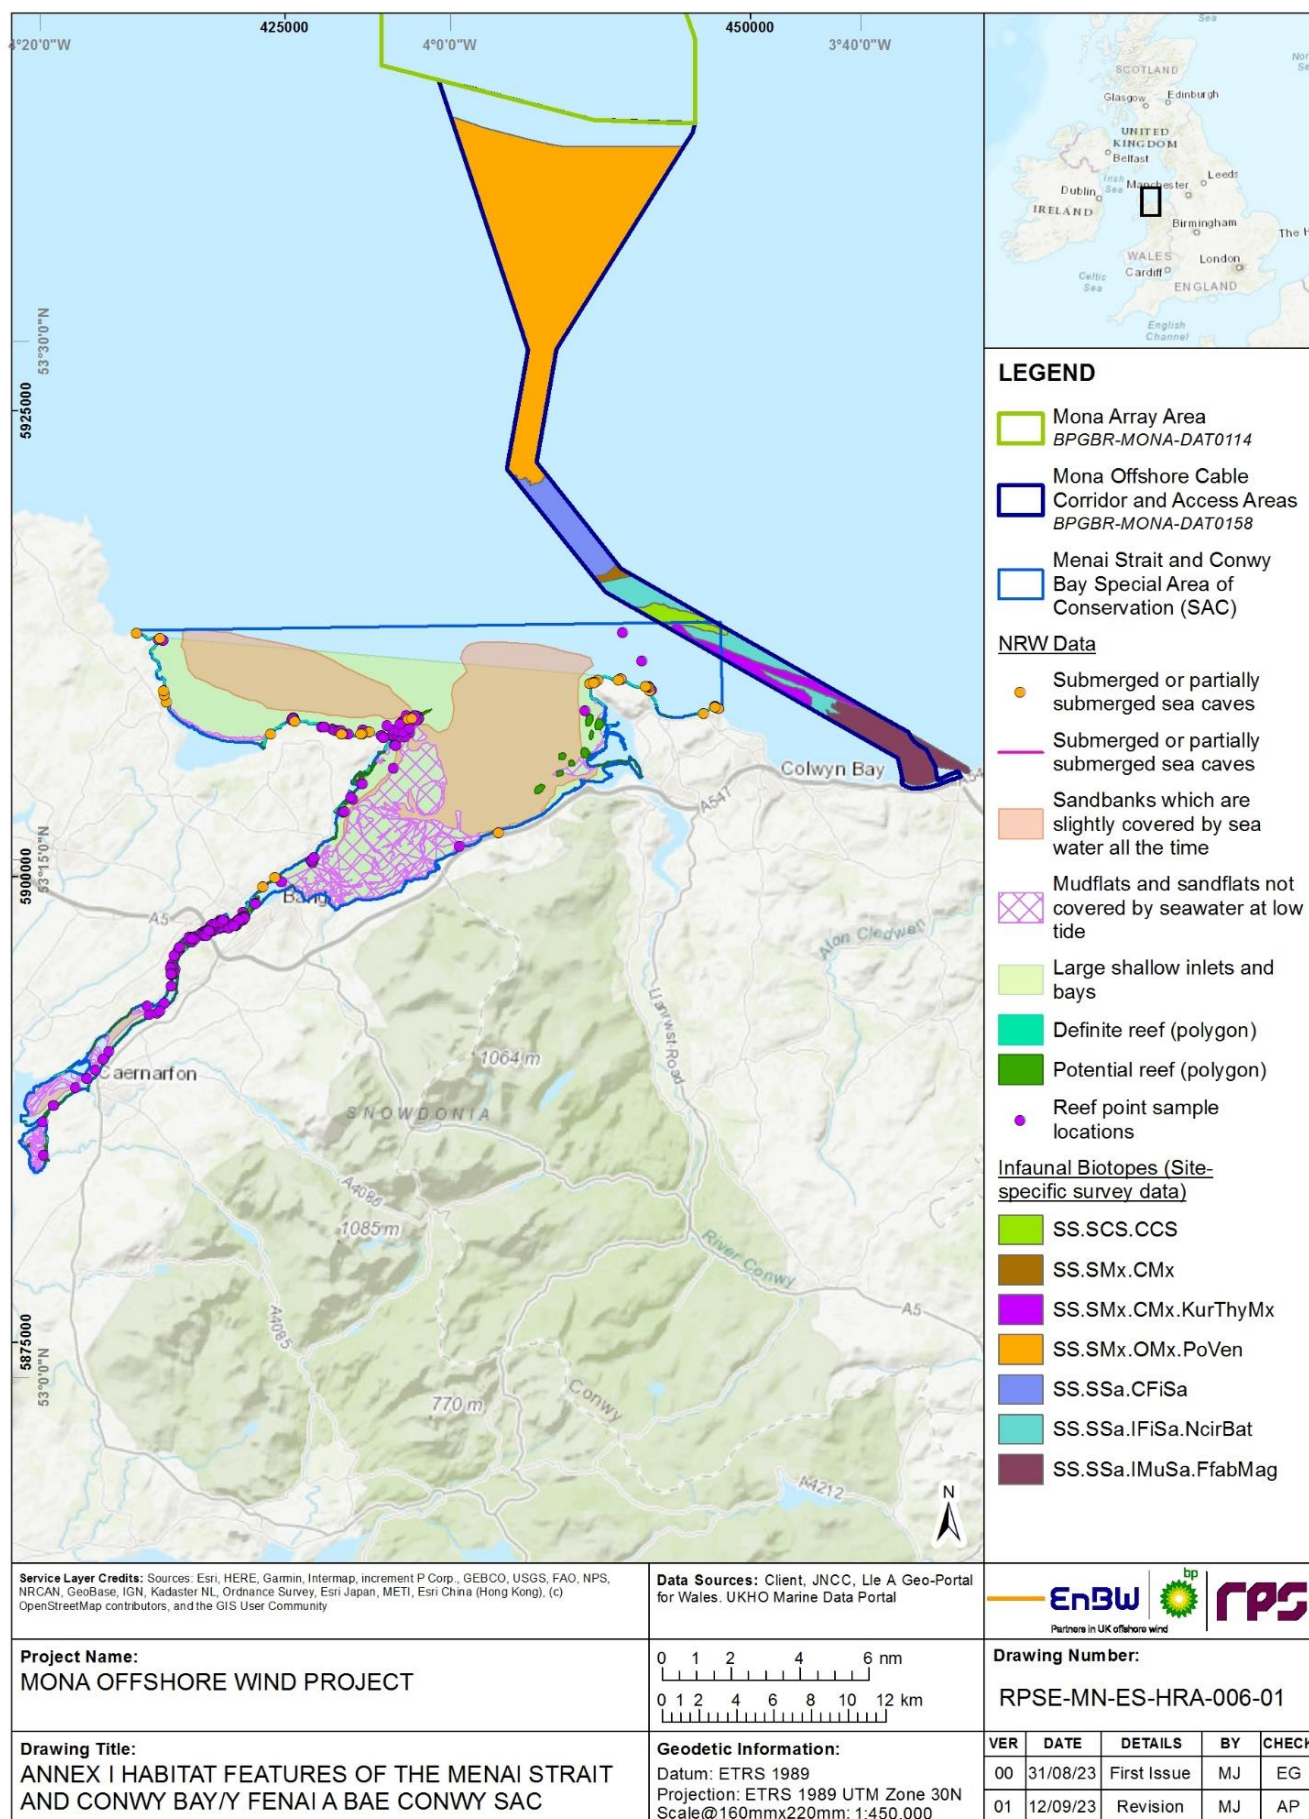 425000
450000
3°20'0"W
4°0'0"W
3°40'0"W
53°30'0"N
5925000
53°15'0"N
5900000
5875000
53°0'0"N
Colwyn Bay
A547
A5
Caernarfon
1064 m
SNOWDONIA
Llanrwst Road
A4086
1085 m
River Conwy
A5
A4085
770 m
Conwy
A4212
N
Sea
SCOTLAND
Glasgow
Edinburgh
UNITED
KINGDOM
Belfast
Irish
Sea
Manchester
Leeds
Dublin
IRELAND
Birmingham
The H
WALES
Cardiff
London
Celtic
Sea
ENGLAND
English
Channel
LEGEND
Mona Array Area
BPGBR-MONA-DAT0114
Mona Offshore Cable
Corridor and Access Areas
BPGBR-MONA-DAT0158
Menai Strait and Conwy
Bay Special Area of
Conservation (SAC)
NRW Data
Submerged or partially
submerged sea caves
Submerged or partially
submerged sea caves
Sandbanks which are
slightly covered by sea
water all the time
Mudflats and sandflats not
covered by seawater at low
tide
Large shallow inlets and
bays
Definite reef (polygon)
Potential reef (polygon)
Reef point sample
locations
Infaunal Biotopes (Site-
specific survey data)
SS.SCS.CCS
SS.SMx.CMx
SS.SMx.CMx.KurThyMx
SS.SMx.OMx.PoVen
SS.SSa.CFiSa
SS.SSa.IFiSa.NcirBat
SS.SSa.IMuSa.FfabMag
Service Layer Credits: Sources: Esri, HERE, Garmin, Intermap, increment P Corp., GEBCO, USGS, FAO, NPS,
NRCAN, GeoBase, IGN, Kadaster NL, Ordnance Survey, Esri Japan, METI, Esri China (Hong Kong), (c)
OpenStreetMap contributors, and the GIS User Community
Data Sources: Client, JNCC, Lle A Geo-Portal
for Wales. UKHO Marine Data Portal
EnBW
bp
rps
Partners in UK offshore wind
Project Name:
MONA OFFSHORE WIND PROJECT
0 1 2 4 6 nm
0 1 2 4 6 8 10 12 km
Drawing Number:
RPSE-MN-ES-HRA-006-01
Drawing Title:
ANNEX I HABITAT FEATURES OF THE MENAI STRAIT
AND CONWY BAY/Y FENAI A BAE CONWY SAC
Geodetic Information:
Datum: ETRS 1989
Projection: ETRS 1989 UTM Zone 30N
Scale@160mmx220mm: 1:450,000
VER DATE DETAILS BY CHECK
00 31/08/23 First Issue MJ EG
01 12/09/23 Revision MJ AP